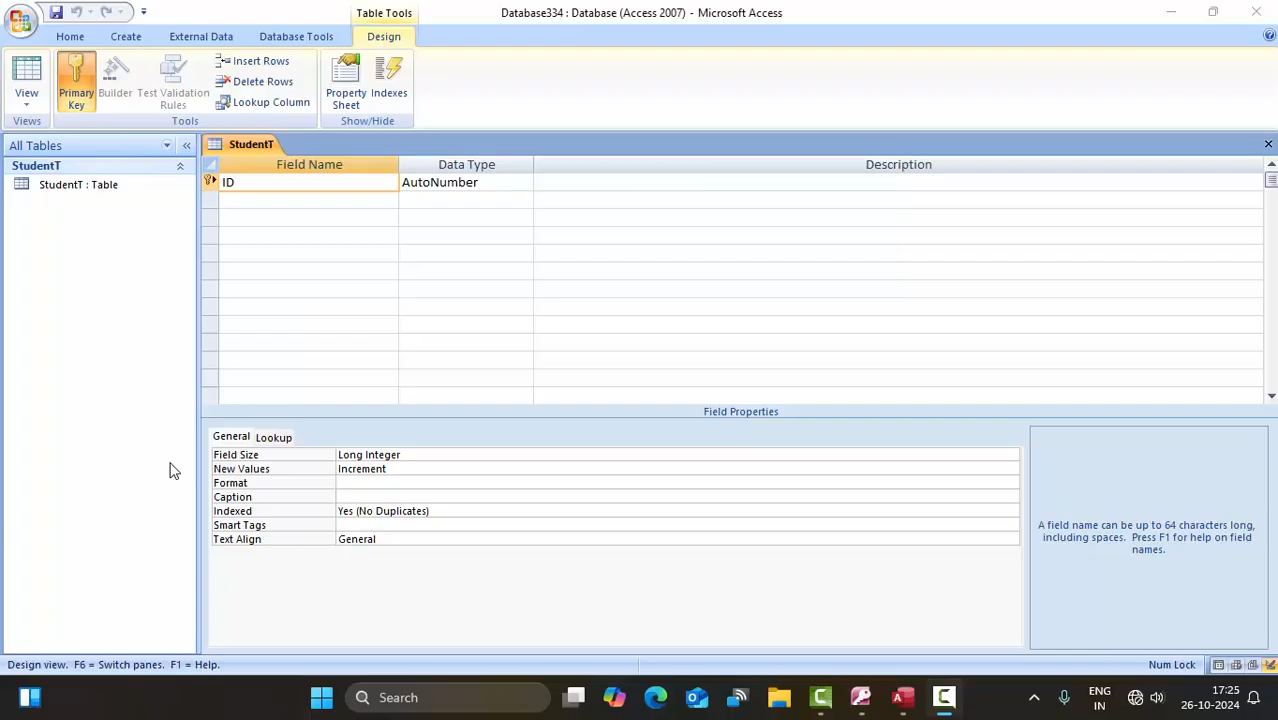 Table Tools
Database334 : Database (Access 2007) - Microsoft Access
Home
Create
External Data
Database Tools
Design
View
Primary Key
Builder
Test Validation Rules
Insert Rows
Delete Rows
Lookup Column
Property Sheet
Indexes
Views
Tools
Show/Hide
All Tables
StudentT
StudentT : Table
StudentT
Field Name
Data Type
Description
ID
AutoNumber
Field Properties
General
Lookup
Field Size
Long Integer
New Values
Increment
Format
Caption
Indexed
Yes (No Duplicates)
Smart Tags
Text Align
General
A field name can be up to 64 characters long,
including spaces. Press F1 for help on field
names.
Design view. F6 = Switch panes. F1 = Help.
Num Lock
Search
ENG
IN
17:25
26-10-2024